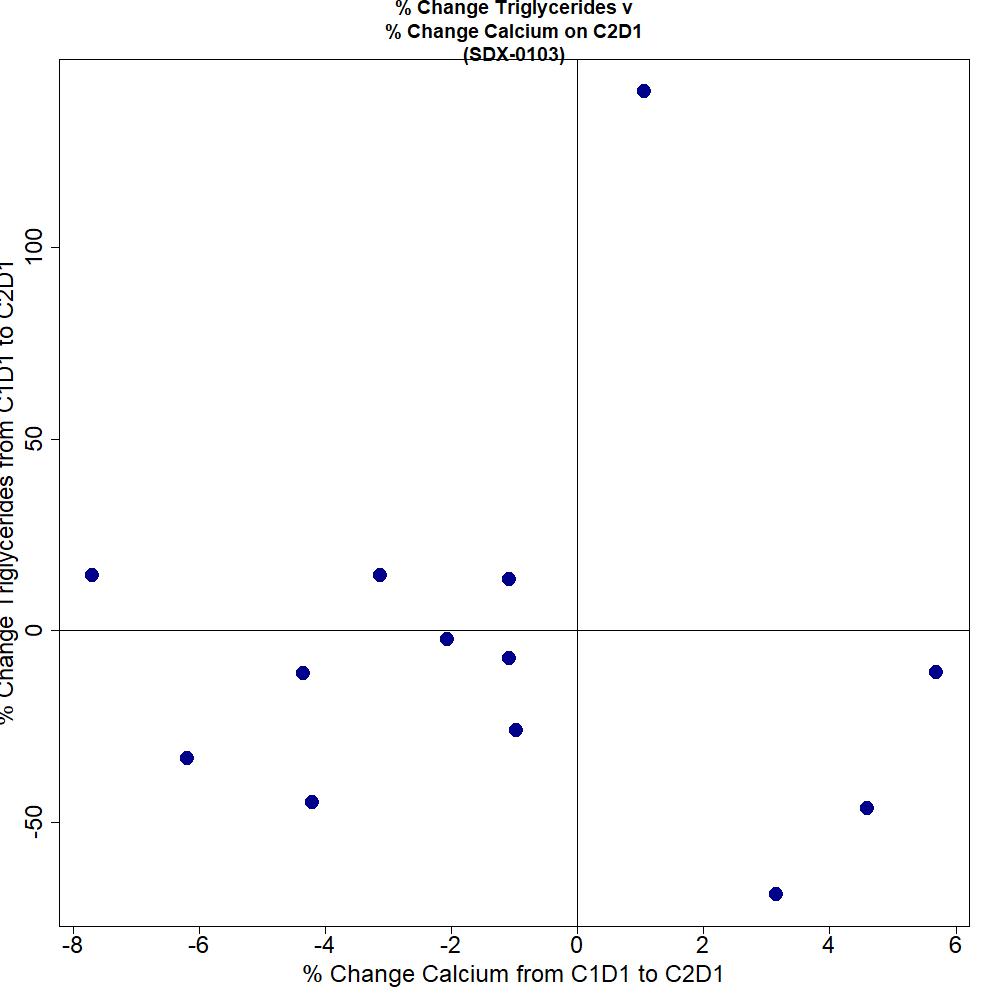 % Change Triglycerides v
% Change Calcium on C2D1
(SDX-0103)
% Change Triglycerides from C1D1 to C2D1
100
50
0
-50
-8 -6 -4 -2 0 2 4 6
% Change Calcium from C1D1 to C2D1